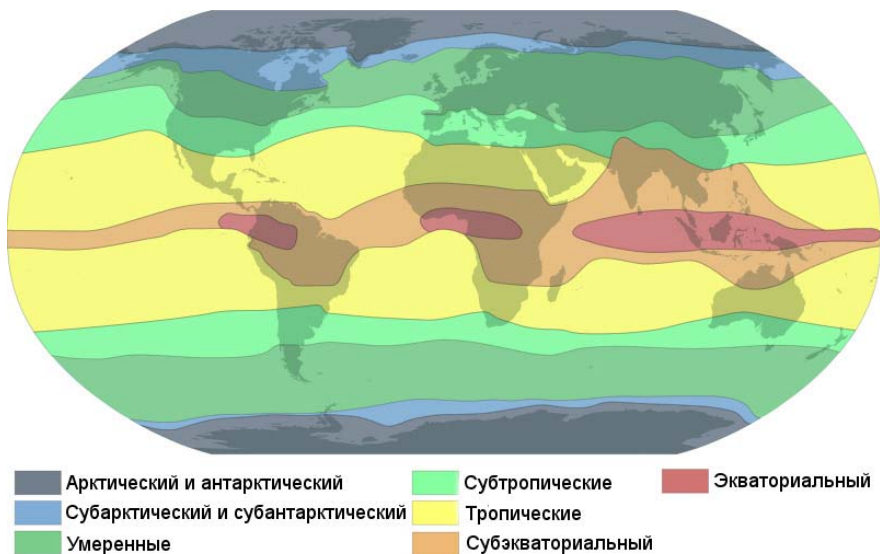 Арктический и антарктический
Субарктический и субантарктический
Умеренные
Субтропические
Тропические
Субэкваториальный
Экваториальный